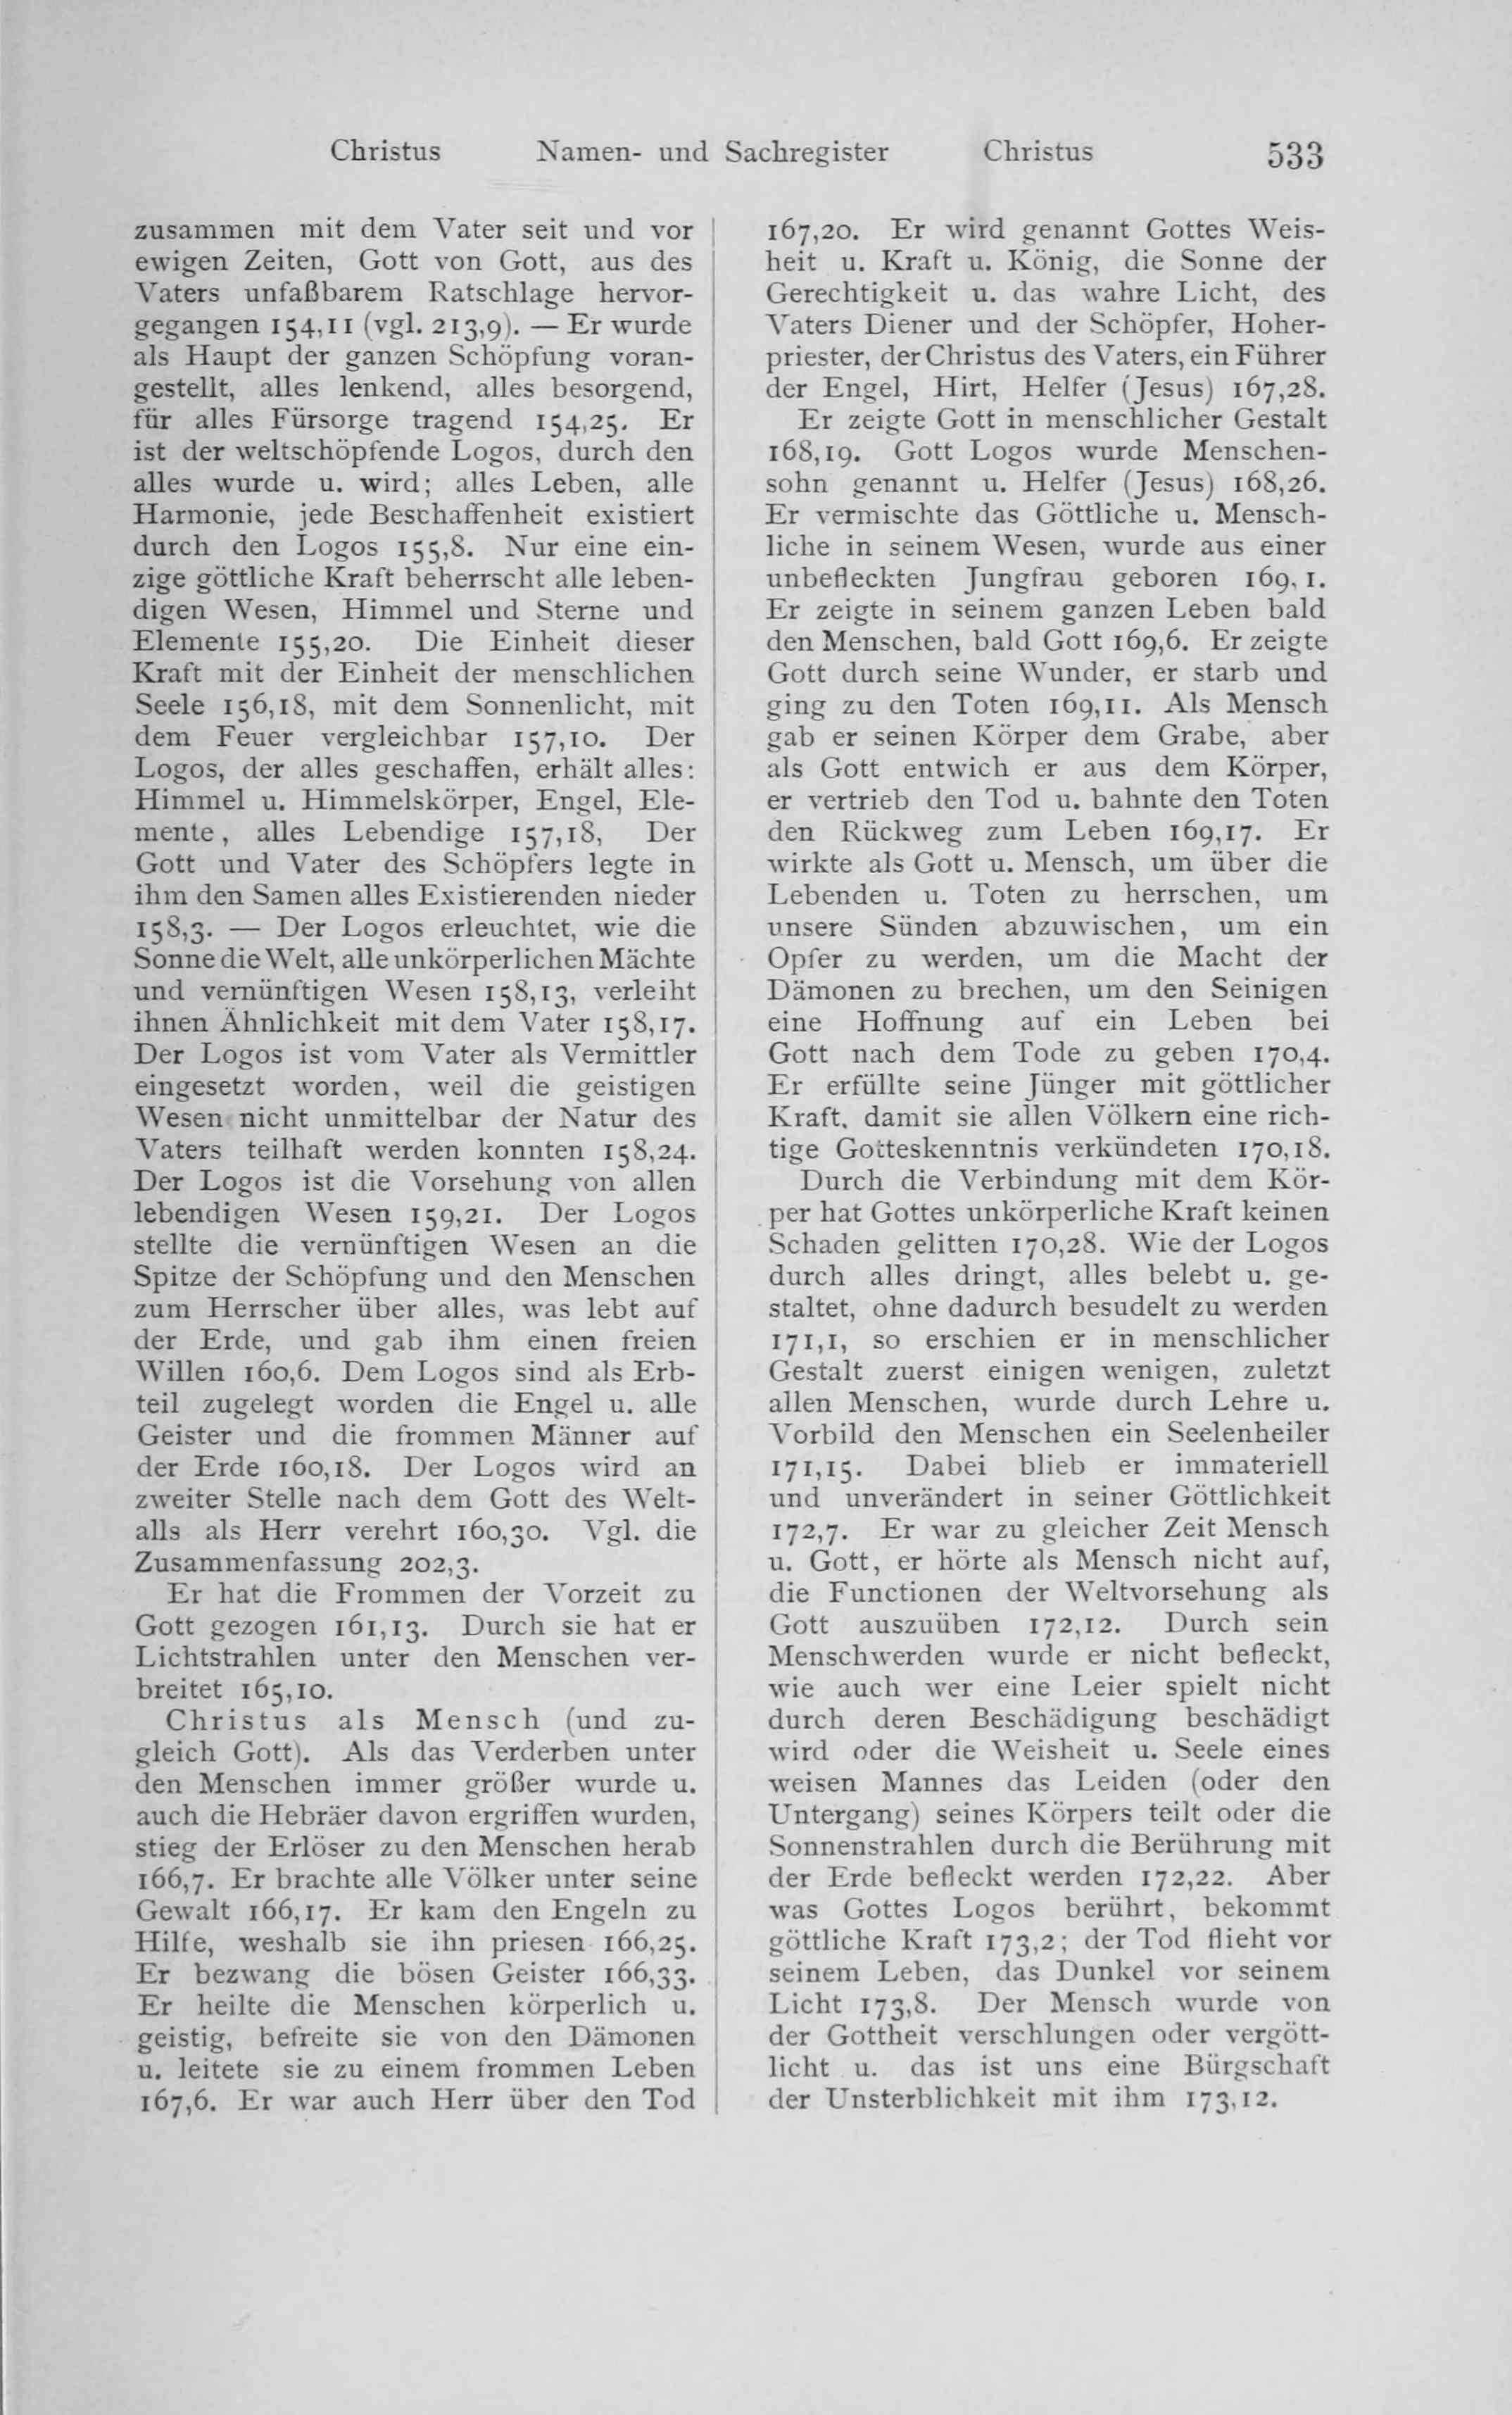 Christus Namen- und Sachregister Christus 533
zusammen mit dem Vater seit und vor
ewigen Zeiten, Gott von Gott, aus des
Vaters unfaßbarem Ratschlage hervor-
gegangen 154,11 (vgl. 213,9). — Er wurde
als Haupt der ganzen Schöpfung voran-
gestellt, alles lenkend, alles besorgend,
für alles Fürsorge tragend 154,25. Er
ist der weltschöpfende Logos, durch den
alles wurde u. wird; alles Leben, alle
Harmonie, jede Beschaffenheit existiert
durch den Logos 155,8. Nur eine ein-
zige göttliche Kraft beherrscht alle leben-
digen Wesen, Himmel und Sterne und
Elemente 155,20. Die Einheit dieser
Kraft mit der Einheit der menschlichen
Seele 156,18, mit dem Sonnenlicht, mit
dem Feuer vergleichbar 157,10. Der
Logos, der alles geschaffen, erhält alles:
Himmel u. Himmelskörper, Engel, Ele-
mente, alles Lebendige 157,18, Der
Gott und Vater des Schöpfers legte in
ihm den Samen alles Existierenden nieder
158,3. — Der Logos erleuchtet, wie die
Sonne die Welt, alle unkörperlichen Mächte
und vernünftigen Wesen 158,13, verleiht
ihnen Ähnlichkeit mit dem Vater 158,17.
Der Logos ist vom Vater als Vermittler
eingesetzt worden, weil die geistigen
Wesen nicht unmittelbar der Natur des
Vaters teilhaft werden konnten 158,24.
Der Logos ist die Vorsehung von allen
lebendigen Wesen 159,21. Der Logos
stellte die vernünftigen Wesen an die
Spitze der Schöpfung und den Menschen
zum Herrscher über alles, was lebt auf
der Erde, und gab ihm einen freien
Willen 160,6. Dem Logos sind als Erb-
teil zugelegt worden die Engel u. alle
Geister und die frommen Männer auf
der Erde 160,18. Der Logos wird an
zweiter Stelle nach dem Gott des Welt-
alls als Herr verehrt 160,30. Vgl. die
Zusammenfassung 202,3.
Er hat die Frommen der Vorzeit zu
Gott gezogen 161,13. Durch sie hat er
Lichtstrahlen unter den Menschen ver-
breitet 165,10.
Christus als Mensch (und zu-
gleich Gott). Als das Verderben unter
den Menschen immer größer wurde u.
auch die Hebräer davon ergriffen wurden,
stieg der Erlöser zu den Menschen herab
166,7. Er brachte alle Völker unter seine
Gewalt 166,17. Er kam den Engeln zu
Hilfe, weshalb sie ihn priesen 166,25.
Er bezwang die bösen Geister 166,33.
Er heilte die Menschen körperlich u.
geistig, befreite sie von den Dämonen
u. leitete sie zu einem frommen Leben
167,6. Er war auch Herr über den Tod
167,20. Er wird genannt Gottes Weis-
heit u. Kraft u. König, die Sonne der
Gerechtigkeit u. das wahre Licht, des
Vaters Diener und der Schöpfer, Hoher-
priester, der Christus des Vaters, ein Führer
der Engel, Hirt, Helfer (Jesus) 167,28.
Er zeigte Gott in menschlicher Gestalt
168,19. Gott Logos wurde Menschen-
sohn genannt u. Helfer (Jesus) 168,26.
Er vermischte das Göttliche u. Mensch-
liche in seinem Wesen, wurde aus einer
unbefleckten Jungfrau geboren 169,1.
Er zeigte in seinem ganzen Leben bald
den Menschen, bald Gott 169,6. Er zeigte
Gott durch seine Wunder, er starb und
ging zu den Toten 169,11. Als Mensch
gab er seinen Körper dem Grabe, aber
als Gott entwich er aus dem Körper,
er vertrieb den Tod u. bahnte den Toten
den Rückweg zum Leben 169,17. Er
wirkte als Gott u. Mensch, um über die
Lebenden u. Toten zu herrschen, um
unsere Sünden abzuwischen, um ein
Opfer zu werden, um die Macht der
Dämonen zu brechen, um den Seinigen
eine Hoffnung auf ein Leben bei
Gott nach dem Tode zu geben 170,4.
Er erfüllte seine Jünger mit göttlicher
Kraft, damit sie allen Völkern eine rich-
tige Gotteskenntnis verkündeten 170,18.
Durch die Verbindung mit dem Kör-
per hat Gottes unkörperliche Kraft keinen
Schaden gelitten 170,28. Wie der Logos
durch alles dringt, alles belebt u. ge-
staltet, ohne dadurch besudelt zu werden
171,1, so erschien er in menschlicher
Gestalt zuerst einigen wenigen, zuletzt
allen Menschen, wurde durch Lehre u.
Vorbild den Menschen ein Seelenheiler
171,15. Dabei blieb er immateriell
und unverändert in seiner Göttlichkeit
172,7. Er war zu gleicher Zeit Mensch
u. Gott, er hörte als Mensch nicht auf,
die Functionen der Weltvorsehung als
Gott auszuüben 172,12. Durch sein
Menschwerden wurde er nicht befleckt,
wie auch wer eine Leier spielt nicht
durch deren Beschädigung beschädigt
wird oder die Weisheit u. Seele eines
weisen Mannes das Leiden (oder den
Untergang) seines Körpers teilt oder die
Sonnenstrahlen durch die Berührung mit
der Erde befleckt werden 172,22. Aber
was Gottes Logos berührt, bekommt
göttliche Kraft 173,2; der Tod flieht vor
seinem Leben, das Dunkel vor seinem
Licht 173,8. Der Mensch wurde von
der Gottheit verschlungen oder vergött-
licht u. das ist uns eine Bürgschaft
der Unsterblichkeit mit ihm 173,12.